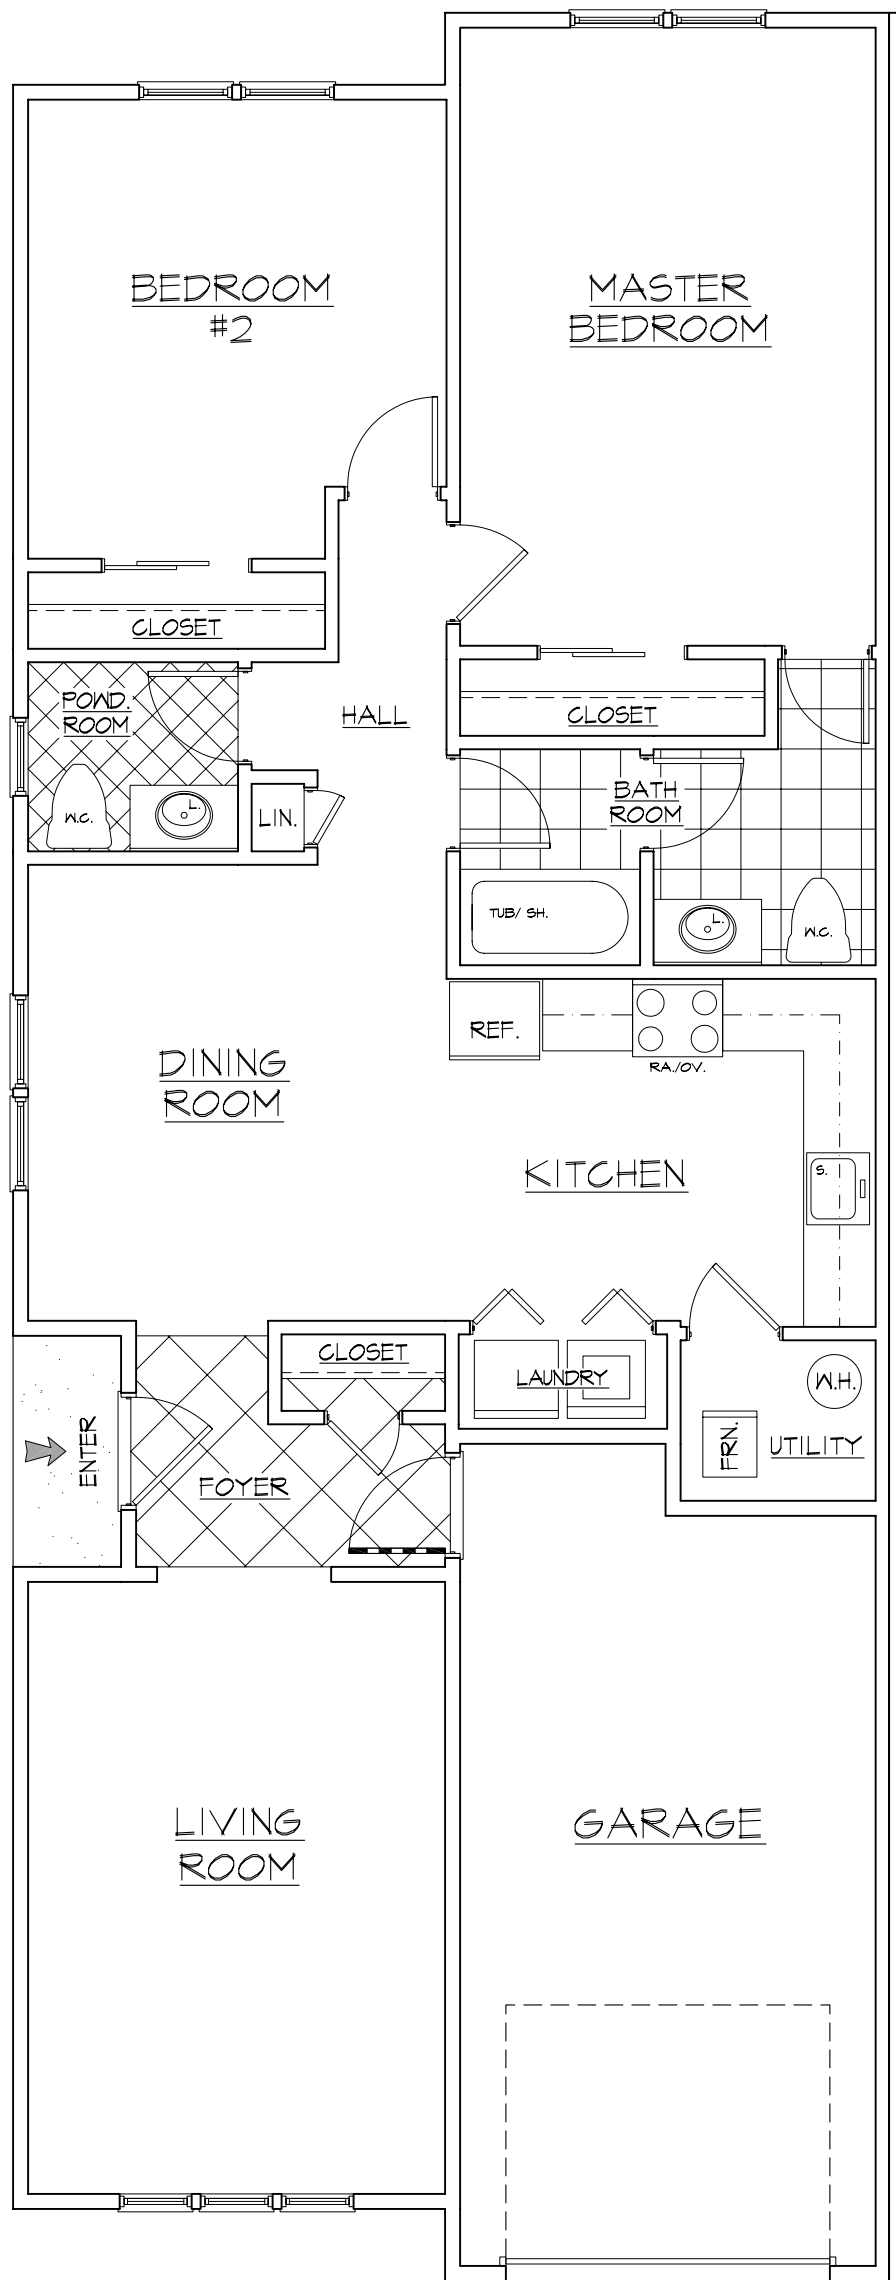 BEDROOM
#2
MASTER
BEDROOM
CLOSET
POWD.
ROOM
HALL
CLOSET
W.C.
L.
LIN.
BATH
ROOM
TUB/ SH.
L.
W.C.
REF.
RA./OV.
DINING
ROOM
KITCHEN
S.
CLOSET
LAUNDRY
W.H.
ENTER
FOYER
FRN.
UTILITY
LIVING
ROOM
GARAGE